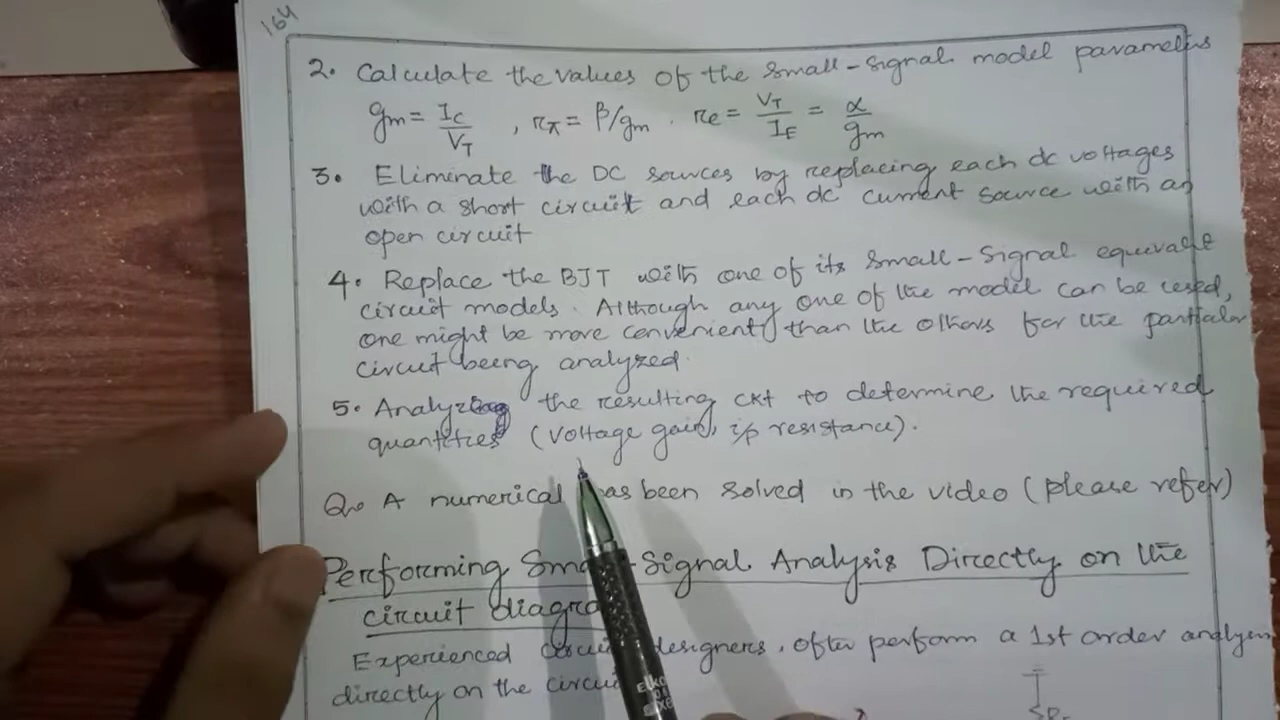 164
2. Calculate the values of the small-signal model parameters
gm = IC/VT , rπ = β/gm . re = VT/IE = α/gm
3. Eliminate the DC sources by replacing each dc voltages
with a short circuit and each dc current source with an
open circuit
4. Replace the BJT with one of its small-signal equivale
circuit models. Although any one of the model can be used,
one might be more convenient than the others for the particular
circuit being analyzed.
5. Analyze the resulting ckt to determine the required
quantities (voltage gain, i/p resistance).
Q. A numerical has been solved in the video (please refer)
Performing Small-Signal Analysis Directly on the
circuit diagra
Experienced circuit designers, often perform a 1st order
directly on the circui